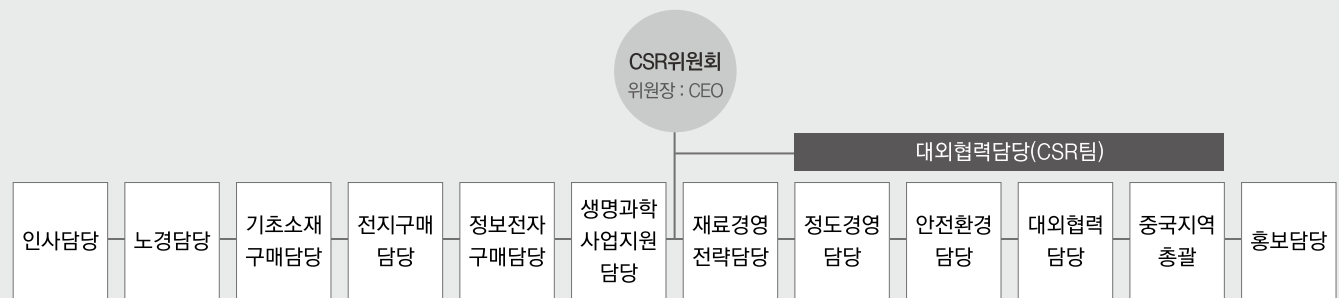 CSR위원회
위원장 : CEO
대외협력담당(CSR팀)
인사담당
노경담당
기초소재
구매담당
전지구매
담당
정보전자
구매담당
생명과학
사업지원
담당
재료경영
전략담당
정도경영
담당
안전환경
담당
대외협력
담당
중국지역
총괄
홍보담당